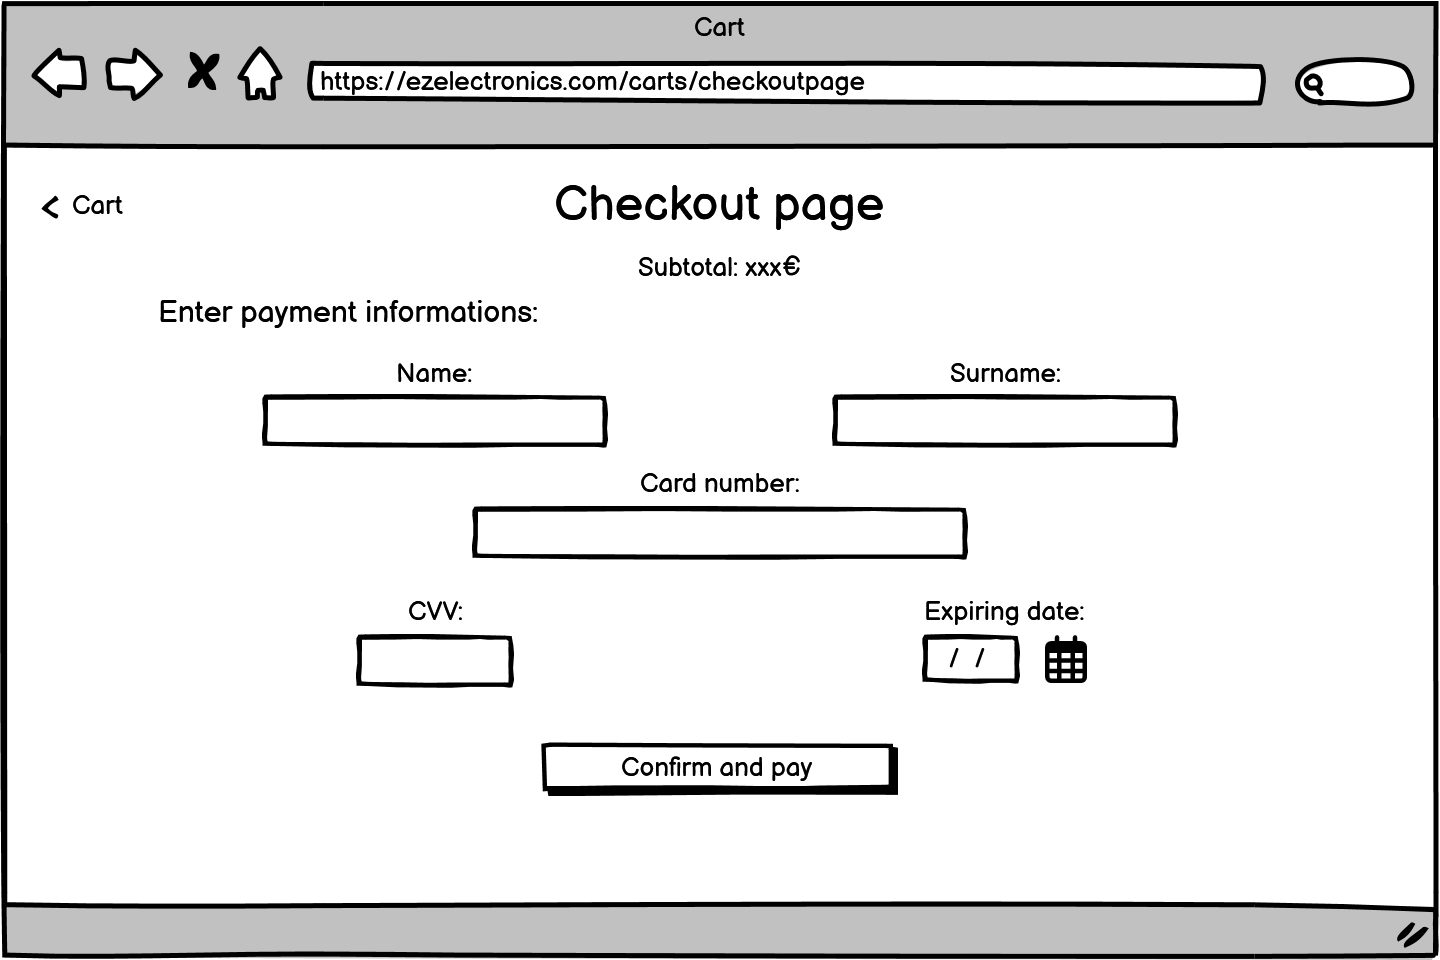 Cart
https://ezelectronics.com/carts/checkoutpage
Cart
Checkout page
Subtotal: xxx€
Enter payment informations:
Name:
Surname:
Card number:
CVV:
Expiring date:
/ /
Confirm and pay